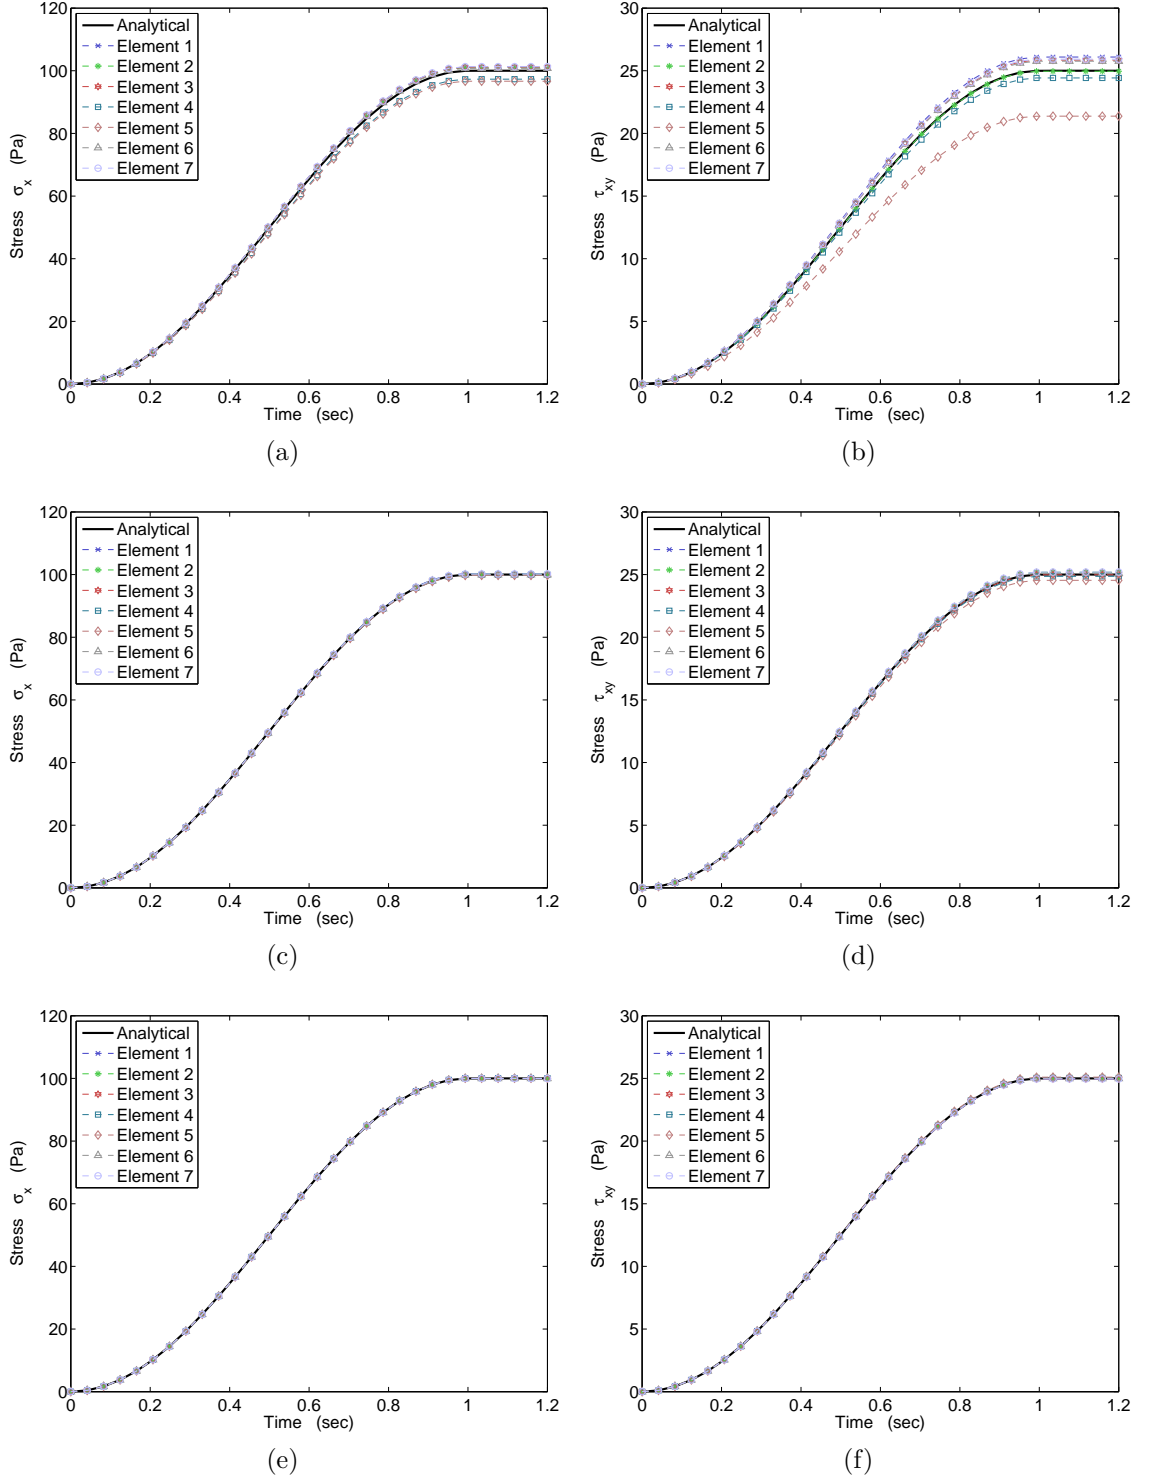 120
100
80
60
40
20
0
Stress σx (Pa)
Analytical
Element 1
Element 2
Element 3
Element 4
Element 5
Element 6
Element 7
0 0.2 0.4 0.6 0.8 1 1.2
Time (sec)
(a)
30
25
20
15
10
5
0
Stress τxy (Pa)
Analytical
Element 1
Element 2
Element 3
Element 4
Element 5
Element 6
Element 7
0 0.2 0.4 0.6 0.8 1 1.2
Time (sec)
(b)
120
100
80
60
40
20
0
Stress σx (Pa)
Analytical
Element 1
Element 2
Element 3
Element 4
Element 5
Element 6
Element 7
0 0.2 0.4 0.6 0.8 1 1.2
Time (sec)
(c)
30
25
20
15
10
5
0
Stress τxy (Pa)
Analytical
Element 1
Element 2
Element 3
Element 4
Element 5
Element 6
Element 7
0 0.2 0.4 0.6 0.8 1 1.2
Time (sec)
(d)
120
100
80
60
40
20
0
Stress σx (Pa)
Analytical
Element 1
Element 2
Element 3
Element 4
Element 5
Element 6
Element 7
0 0.2 0.4 0.6 0.8 1 1.2
Time (sec)
(e)
30
25
20
15
10
5
0
Stress τxy (Pa)
Analytical
Element 1
Element 2
Element 3
Element 4
Element 5
Element 6
Element 7
0 0.2 0.4 0.6 0.8 1 1.2
Time (sec)
(f)